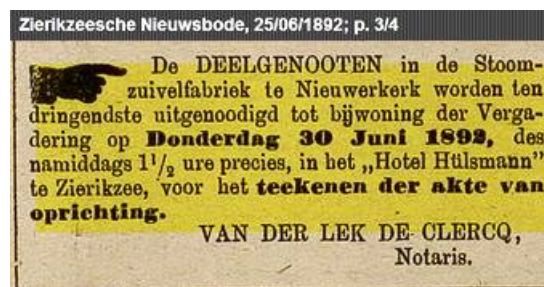 Zierikzeesche Nieuwsbode, 25/06/1892; p. 3/4
De DEELGENOOTEN in de Stoom-
zuivelfabriek te Nieuwerkerk worden ten
dringendste uitgenoodigd tot bijwoning der Verga-
dering op Donderdag 30 Juni 1892, des
namiddags 1 1/2 ure precies, in het „Hotel Hülsmann"
te Zierikzee, voor het teekenen der akte van
oprichting.
VAN DER LEK DE CLERCQ,
Notaris.